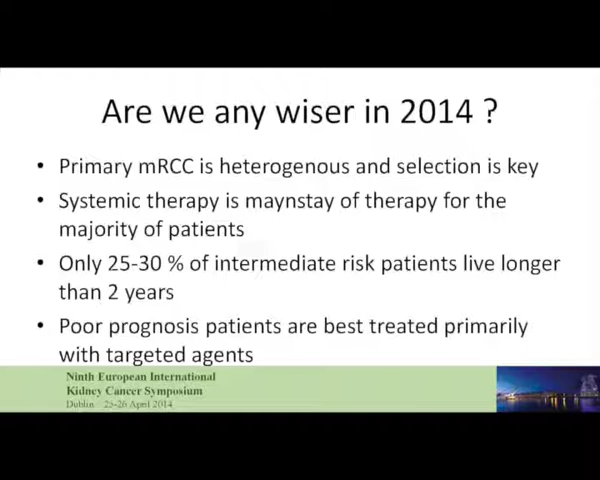 Are we any wiser in 2014 ?
• Primary mRCC is heterogenous and selection is key
• Systemic therapy is maynstay of therapy for the
majority of patients
• Only 25-30 % of intermediate risk patients live longer
than 2 years
• Poor prognosis patients are best treated primarily
with targeted agents
Ninth European International
Kidney Cancer Symposium
Dublin 25-26 April 2014